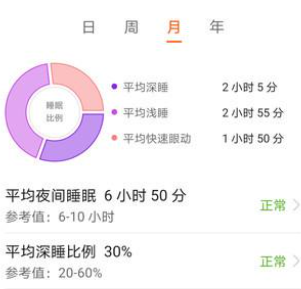 日 周 月 年
睡眠
比例
平均深睡 2 小时 5 分
平均浅睡 2 小时 55 分
平均快速眼动 1 小时 50 分
平均夜间睡眠 6 小时 50 分
正常
参考值：6-10 小时
平均深睡比例 30%
正常
参考值：20-60%